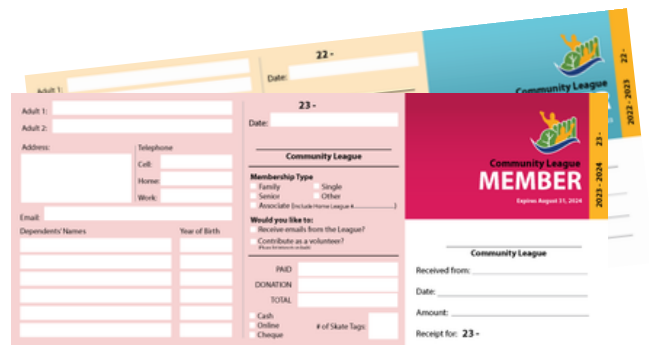 22 -
Adult 1:
Date:
Community League
22 -
2022 - 2023
23 -
Adult 1:
Adult 2:
Date:
Address:
Telephone
Cell:
Home:
Work:
Email:
Dependents' Names
Year of Birth
Community League
Membership Type
Family
Single
Senior
Other
Associate (Include Home League #
)
Would you like to:
Receive emails from the League?
Contribute as a volunteer?
PAID
DONATION
TOTAL
Cash
Online
Cheque
# of Skate Tags:
Community League
MEMBER
Expires August 31, 2024
23 -
2023 - 2024
Community League
Received from:
Date:
Amount:
Receipt for: 23 -